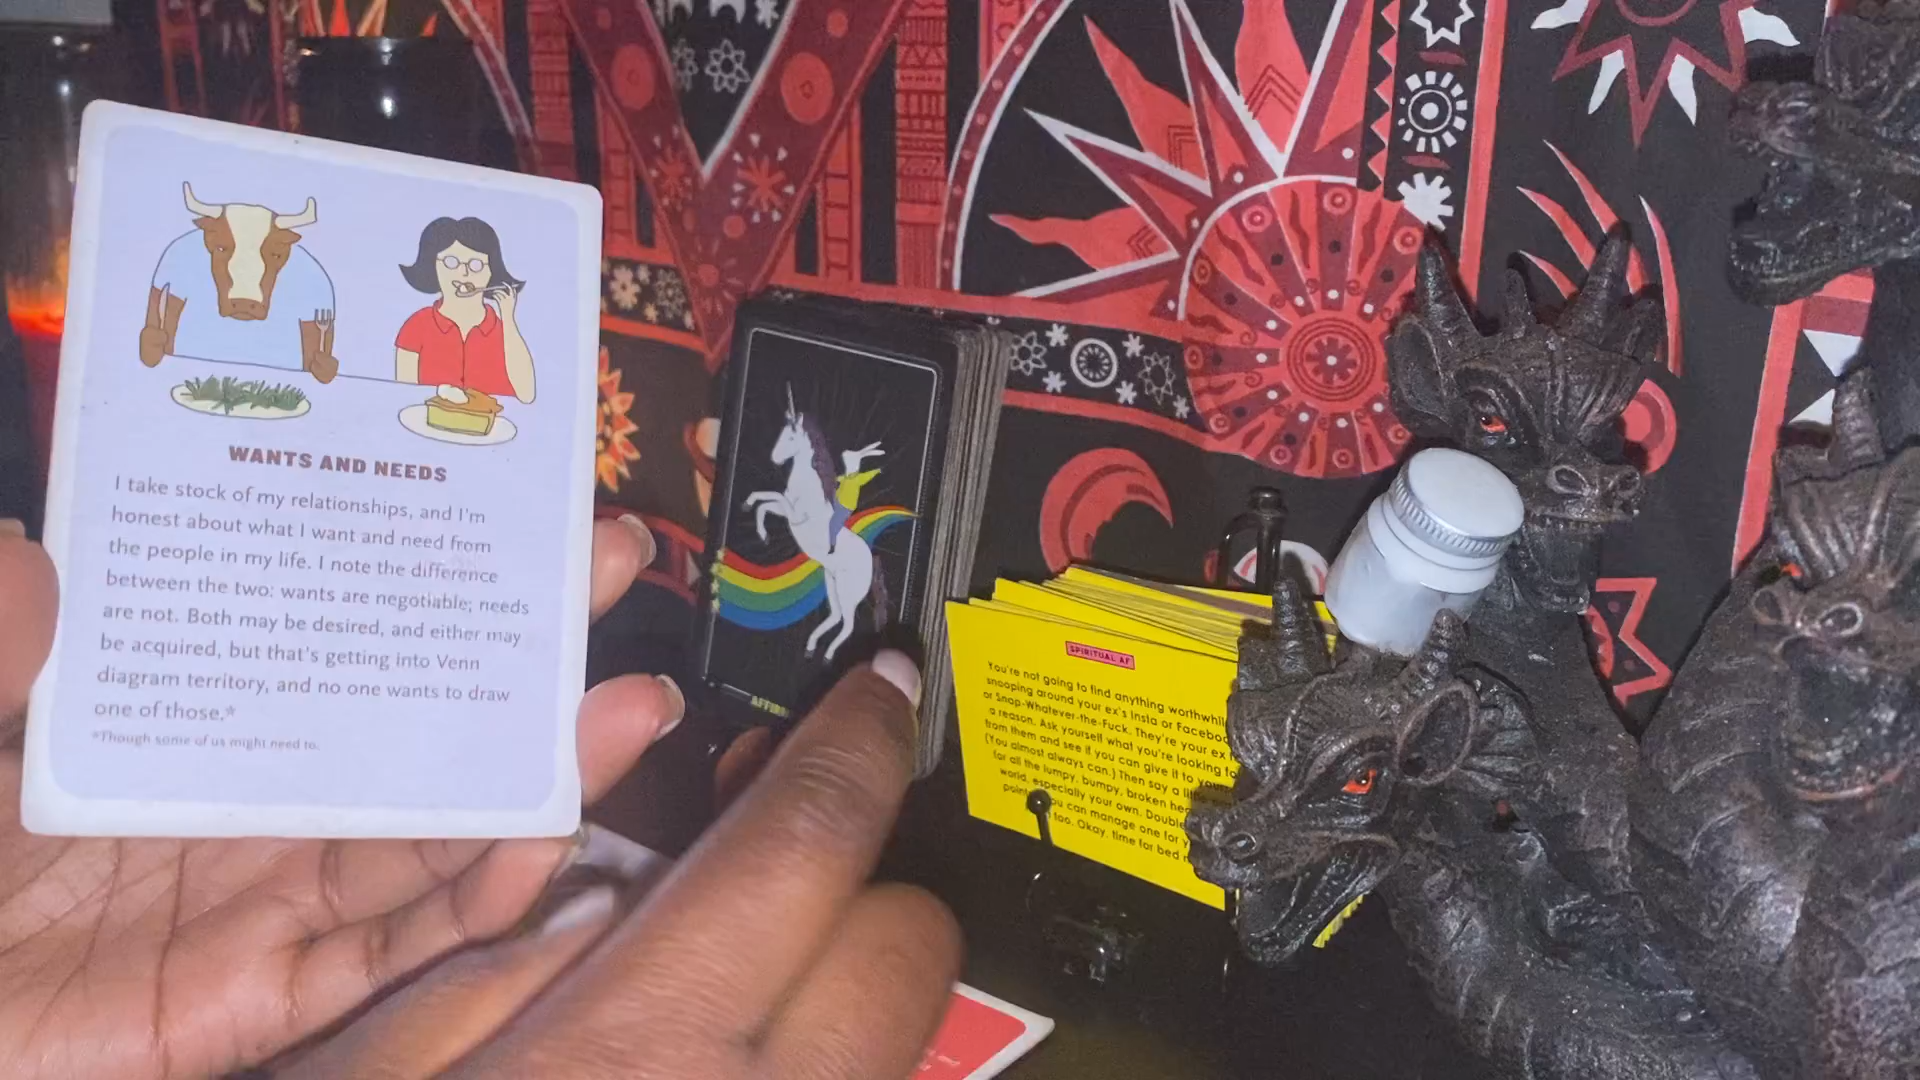 WANTS AND NEEDS
I take stock of my relationships, and I'm
honest about what I want and need from
the people in my life. I note the difference
between the two: wants are negotiable; needs
are not. Both may be desired, and either may
be acquired, but that's getting into Venn
diagram territory, and no one wants to draw
one of those.*
*Though some of us might need to.
SPIRITUAL AF
You're not going to find anything worthwhil
snooping around your ex's Insta or Faceboo
or Snap-Whatever-the-Fuck. They're your ex
a reason. Ask yourself what you're looking fo
from them and see if you can give it to your
(You almost always can.) Then say a little
for all the lumpy, bumpy, broken hea
world, especially your own. Double
point you can manage one for y
too. Okay, time for bed